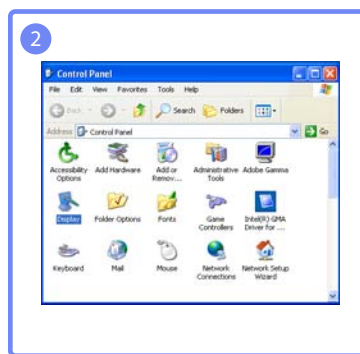 2
Control Panel
File Edit View Favorites Tools Help
Back Search Folders
Address Control Panel Go
Accessibility Options Add Hardware Add or Remov... Administrative Tools Adobe Gamma
Display Folder Options Fonts Game Controllers Intel(R) GMA Driver for ...
Keyboard Mail Mouse Network Connections Network Setup Wizard